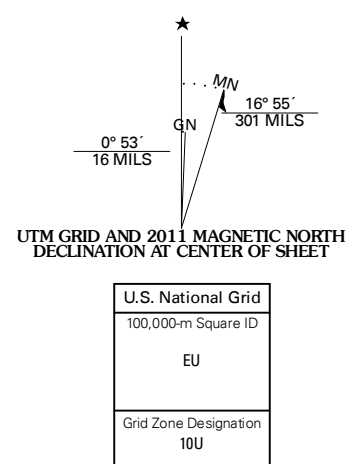 ★
MN
GN
16° 55´
301 MILS
0° 53´
16 MILS
UTM GRID AND 2011 MAGNETIC NORTH
DECLINATION AT CENTER OF SHEET
U.S. National Grid
100,000-m Square ID
EU
Grid Zone Designation
10U